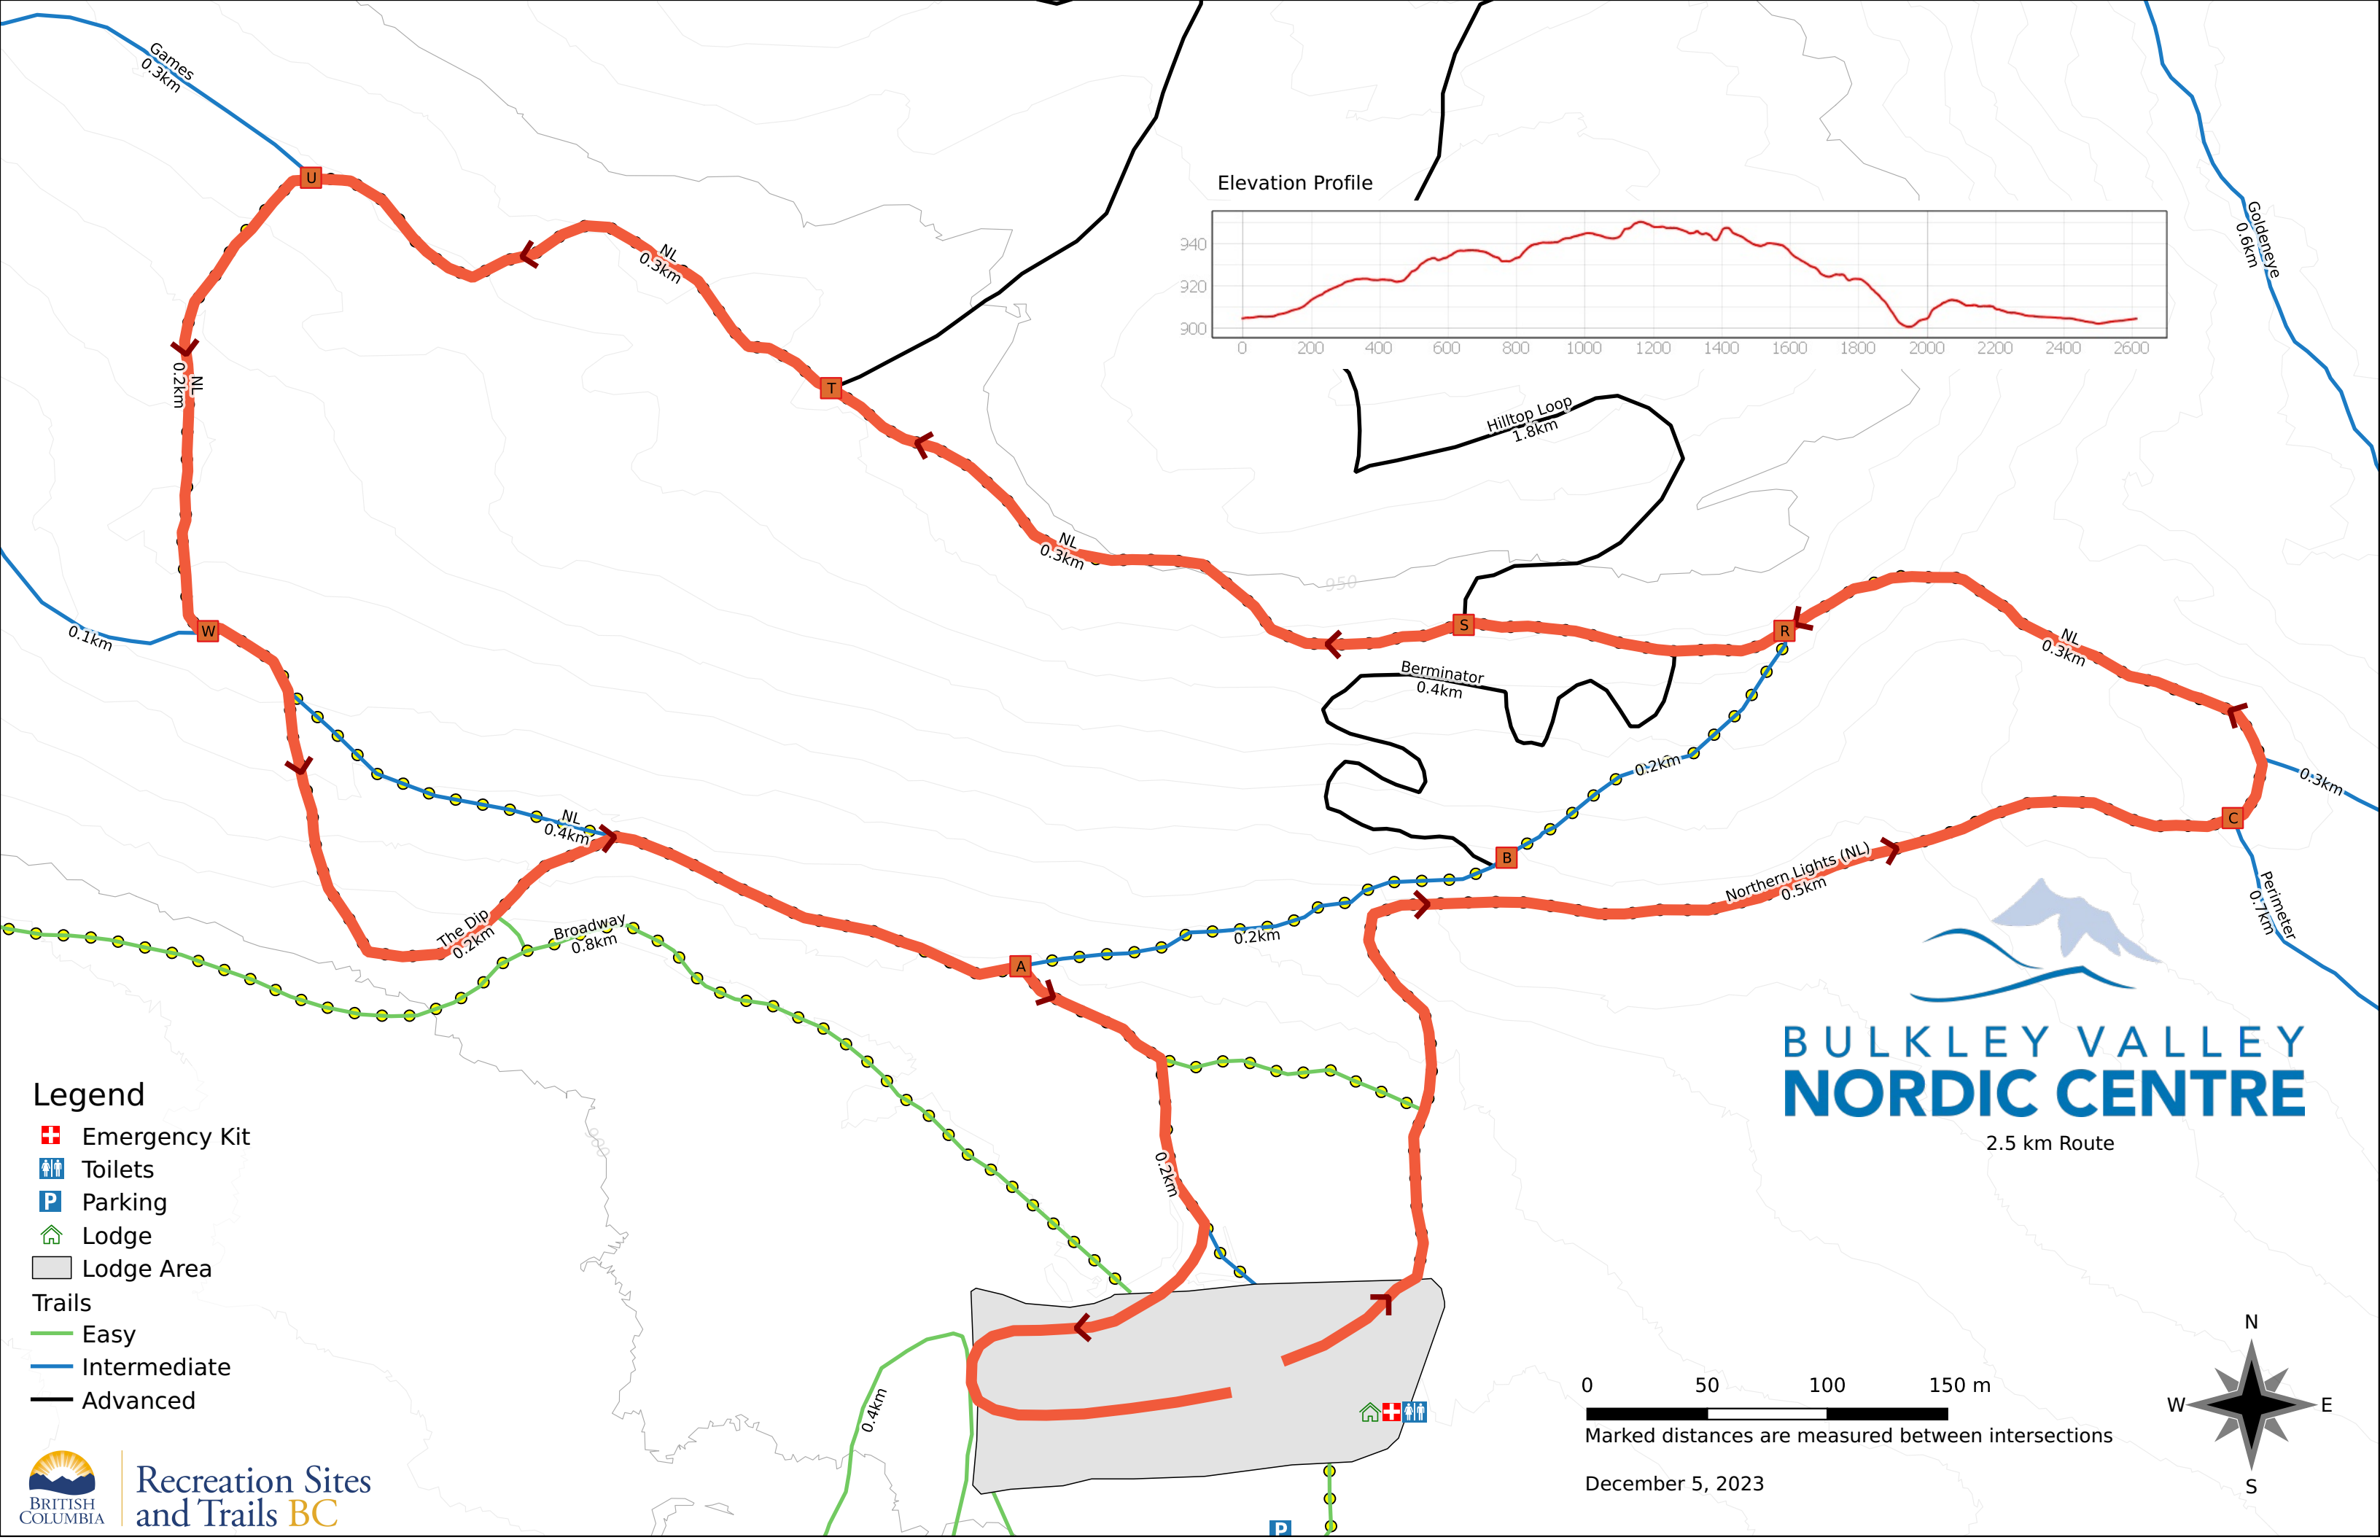 Games
0.3km
U
NL
0.3km
Elevation Profile
940
920
900
0 200 400 600 800 1000 1200 1400 1600 1800 2000 2200 2400 2600
Goldeneye
0.6km
NL
0.2km
T
Hilltop Loop
1.8km
NL
0.3km
950
W
0.1km
S
R
NL
0.3km
Berminator
0.4km
0.2km
0.3km
NL
0.4km
C
B
Northern Lights (NL)
0.5km
Perimeter
0.7km
The Dip
0.2km
Broadway
0.8km
0.2km
A
BULKLEY VALLEY
NORDIC CENTRE
2.5 km Route
0.2km
Legend
Emergency Kit
Toilets
P Parking
Lodge
Lodge Area
Trails
Easy
Intermediate
Advanced
0.4km
0 50 100 150 m
Marked distances are measured between intersections
December 5, 2023
N
W E
S
BRITISH
COLUMBIA
Recreation Sites
and Trails BC
P